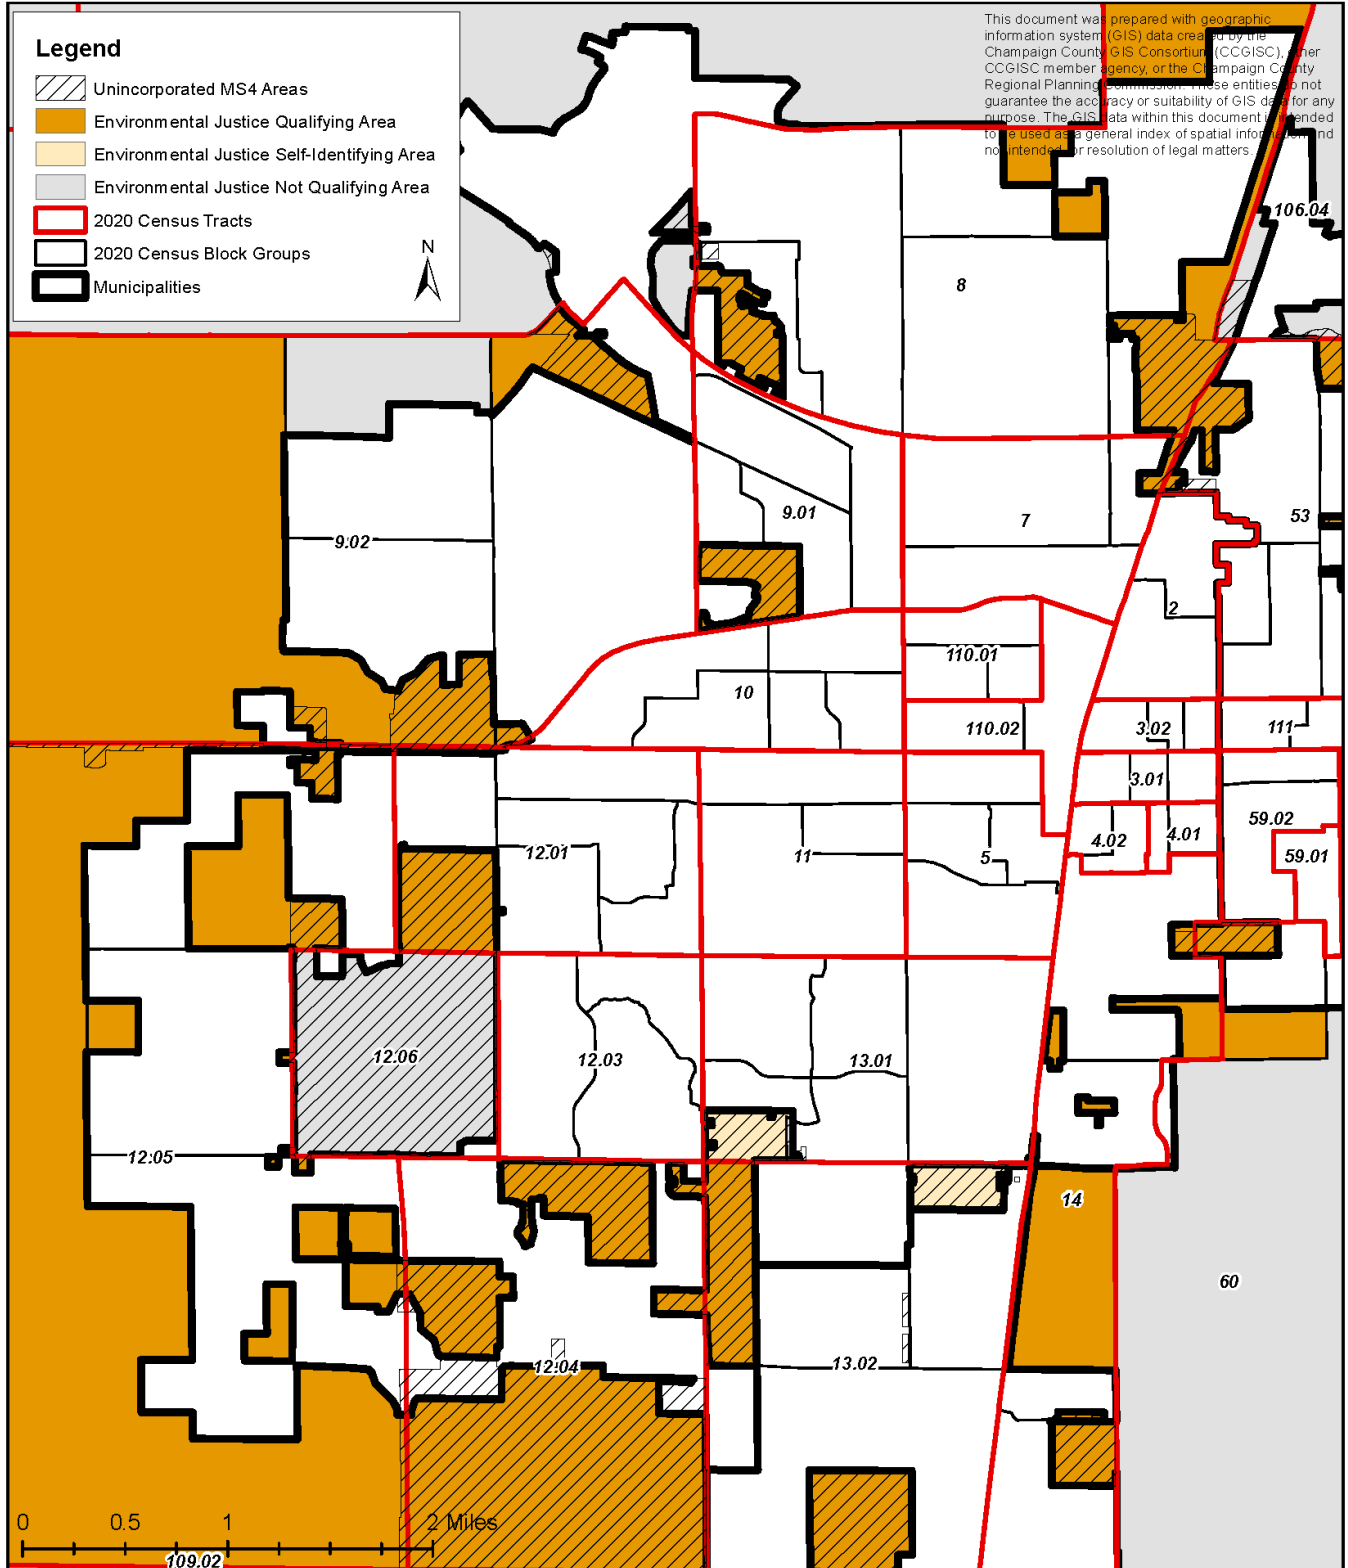 Legend
Unincorporated MS4 Areas
Environmental Justice Qualifying Area
Environmental Justice Self-Identifying Area
Environmental Justice Not Qualifying Area
2020 Census Tracts
2020 Census Block Groups
Municipalities
N
This document was prepared with geographic
information system (GIS) data created by the
Champaign County GIS Consortium (CCGISC), other
CCGISC member agency, or the Champaign County
Regional Planning Commission. These entities do not
guarantee the accuracy or suitability of GIS data for any
purpose. The GIS data within this document is intended
to be used as a general index of spatial information and
not intended for resolution of legal matters.
106.04
8
9.01
7
53
9.02
2
110.01
10
110.02
3.02
111
3.01
59.02
4.02
4.01
12.01
11
5
59.01
12.06
12.03
13.01
12.05
14
60
12.04
13.02
0 0.5 1 2 Miles
109.02